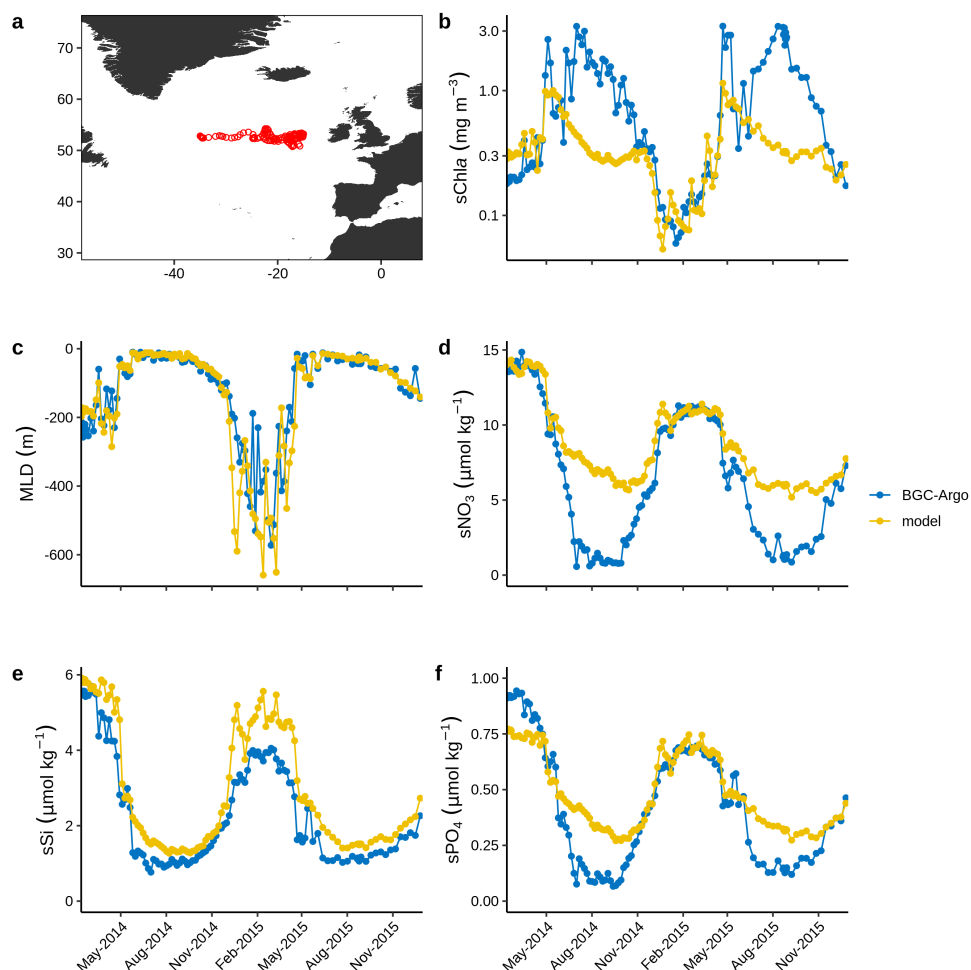 a
70
60
50
40
30
-40
-20
0
b
sChla (mg m⁻³)
3.0
1.0
0.3
0.1
c
MLD (m)
0
-200
-400
-600
d
sNO₃ (μmol kg⁻¹)
15
10
5
0
BGC-Argo
model
e
sSi (μmol kg⁻¹)
6
4
2
0
May-2014
Aug-2014
Nov-2014
Feb-2015
May-2015
Aug-2015
Nov-2015
f
sPO₄ (μmol kg⁻¹)
1.00
0.75
0.50
0.25
0.00
May-2014
Aug-2014
Nov-2014
Feb-2015
May-2015
Aug-2015
Nov-2015